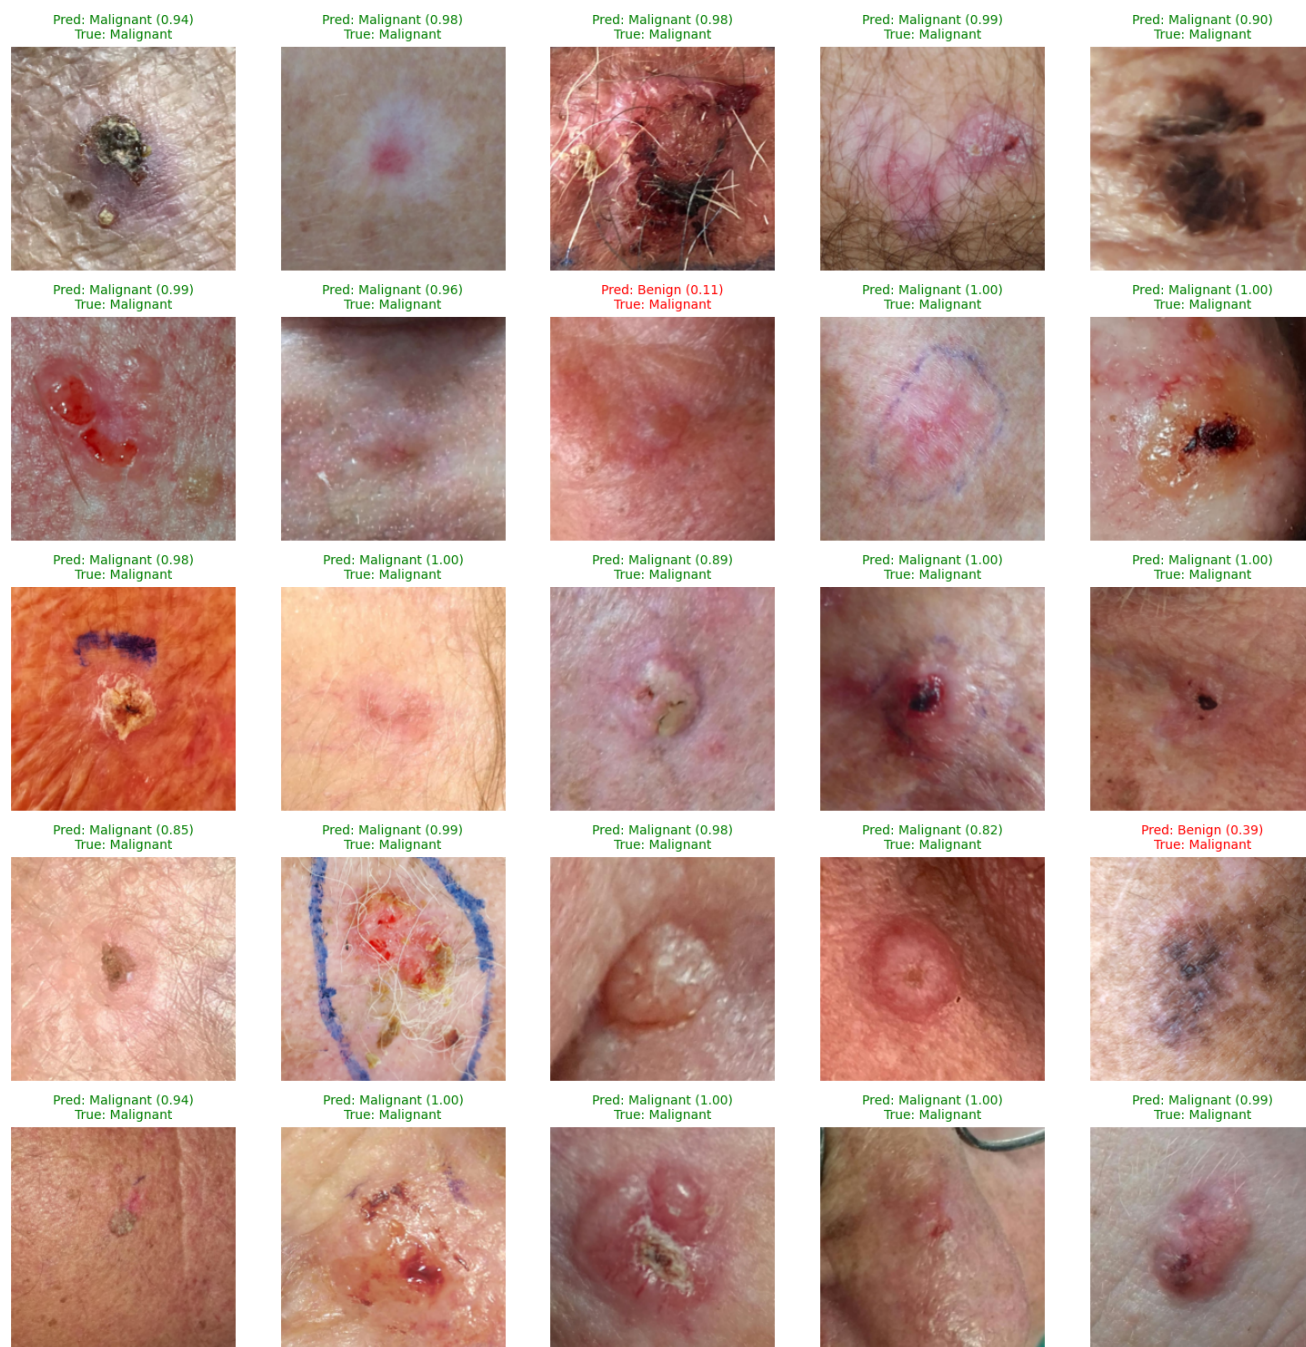 Pred: Malignant (0.94)
True: Malignant
Pred: Malignant (0.98)
True: Malignant
Pred: Malignant (0.98)
True: Malignant
Pred: Malignant (0.99)
True: Malignant
Pred: Malignant (0.90)
True: Malignant
Pred: Malignant (0.99)
True: Malignant
Pred: Malignant (0.96)
True: Malignant
Pred: Benign (0.11)
True: Malignant
Pred: Malignant (1.00)
True: Malignant
Pred: Malignant (1.00)
True: Malignant
Pred: Malignant (0.98)
True: Malignant
Pred: Malignant (1.00)
True: Malignant
Pred: Malignant (0.89)
True: Malignant
Pred: Malignant (1.00)
True: Malignant
Pred: Malignant (1.00)
True: Malignant
Pred: Malignant (0.85)
True: Malignant
Pred: Malignant (0.99)
True: Malignant
Pred: Malignant (0.98)
True: Malignant
Pred: Malignant (0.82)
True: Malignant
Pred: Benign (0.39)
True: Malignant
Pred: Malignant (0.94)
True: Malignant
Pred: Malignant (1.00)
True: Malignant
Pred: Malignant (1.00)
True: Malignant
Pred: Malignant (1.00)
True: Malignant
Pred: Malignant (0.99)
True: Malignant